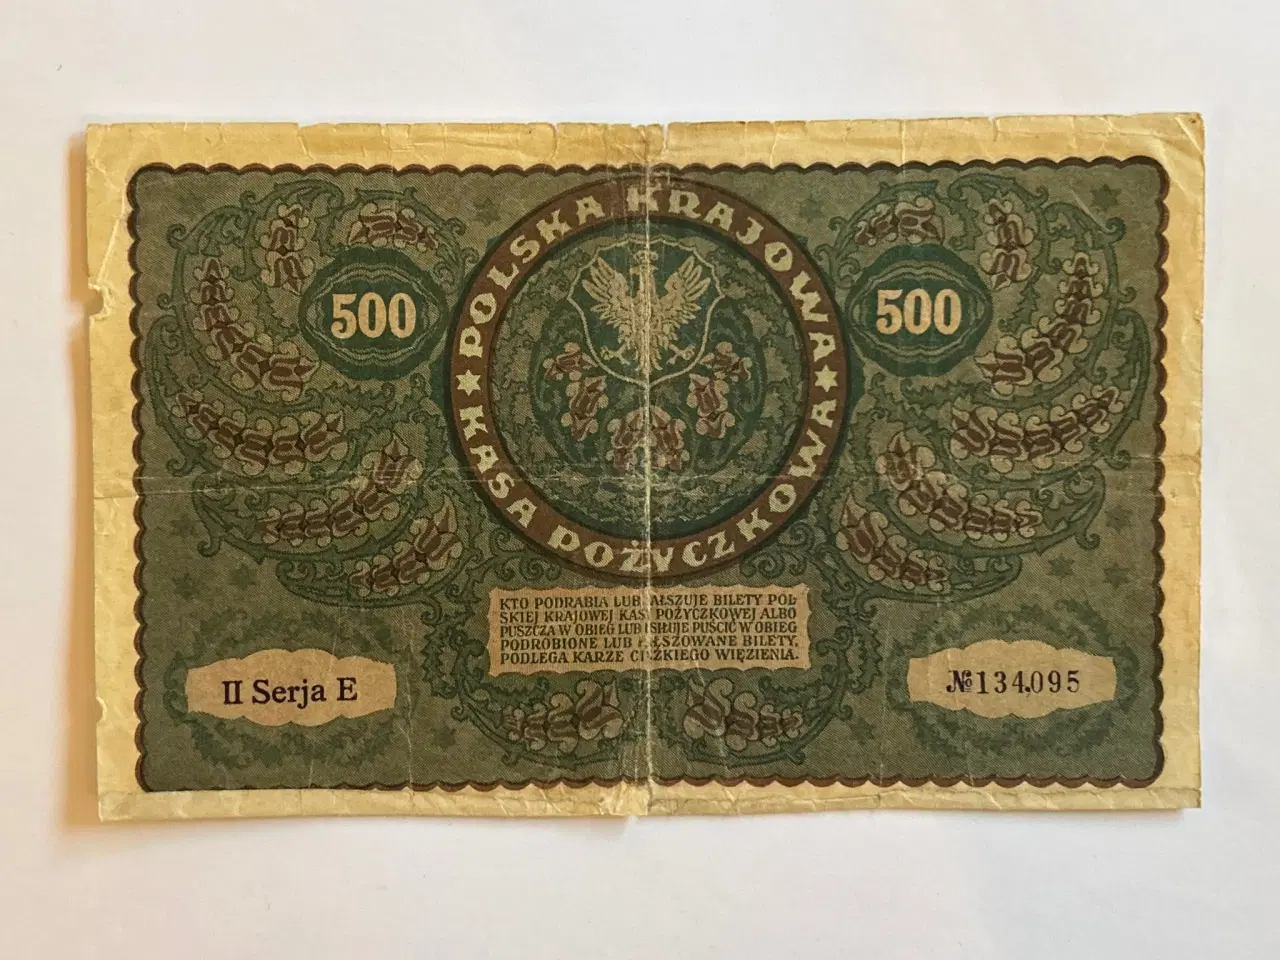 POLSKA KRAJOWA
KASA POŻYCZKOWA
500
500
KTO PODRABIA LUB FAŁSZUJE BILETY POL-
SKIEJ KRAJOWEJ KASY POŻYCZKOWEJ ALBO
PUSZCZA W OBIEG LUB USIŁUJE PUŚCIĆ W OBIEG
PODROBIONE LUB FAŁSZOWANE BILETY,
PODLEGA KARZE CIĘŻKIEGO WIĘZIENIA.
II Serja E
№134.095